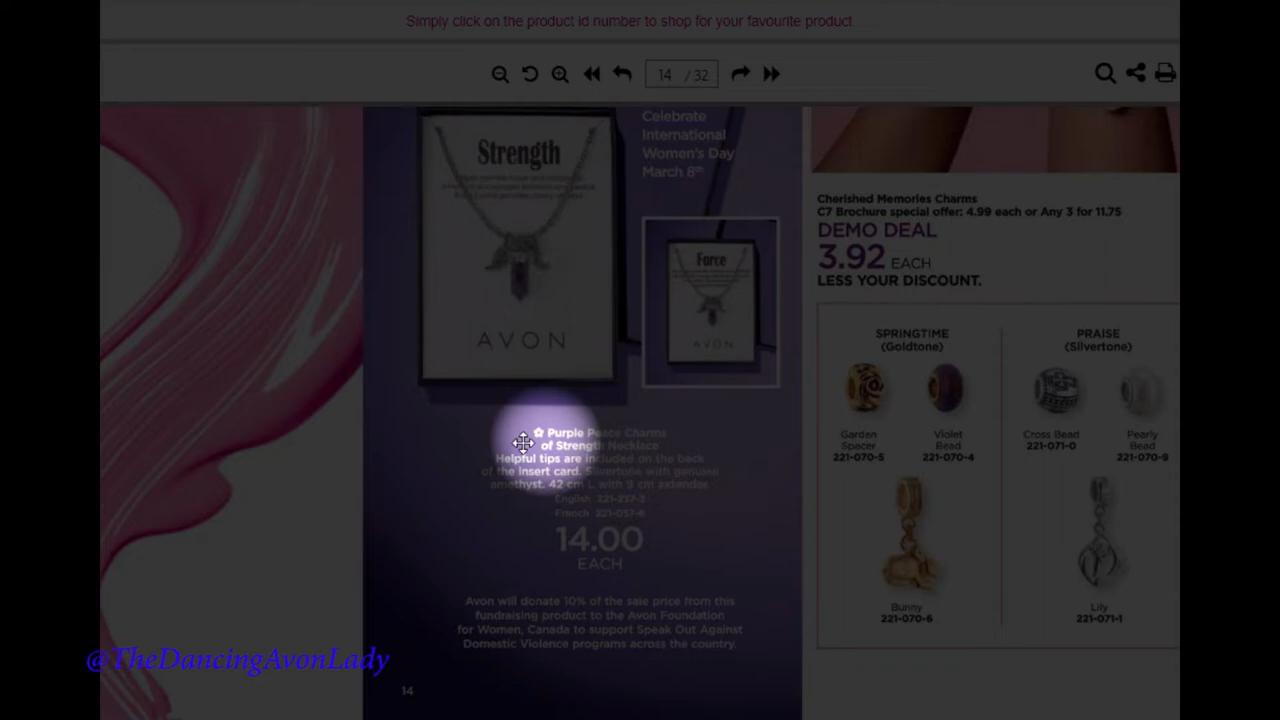 Simply click on the product id number to shop for your favourite product
14 / 32
Strength
AVON
Celebrate
International
Women's Day
March 8th
Force
AVON
Purple Peace Charms
of Strength Necklace
Helpful tips are included on the back
of the insert card. Silvertone with genuine
amethyst. 42 cm L with 9 cm extender.
English 221-237-2
French
14.00
EACH
Avon will donate 10% of the sale price from this
fundraising product to the Avon Foundation
for Women, Canada to support Speak Out Against
Domestic Violence programs across the country.
14
Cherished Memories Charms
C7 Brochure special offer: 4.99 each or Any 3 for 11.75
DEMO DEAL
3.92 EACH
LESS YOUR DISCOUNT.
SPRINGTIME
(Goldtone)
Garden
Spacer
221-070-5
Violet
Bead
221-070-4
Bunny
221-070-6
PRAISE
(Silvertone)
Cross Bead
221-071-0
Pearly
Bead
221-070-9
Lily
221-071-1
@TheDancingAvonLady